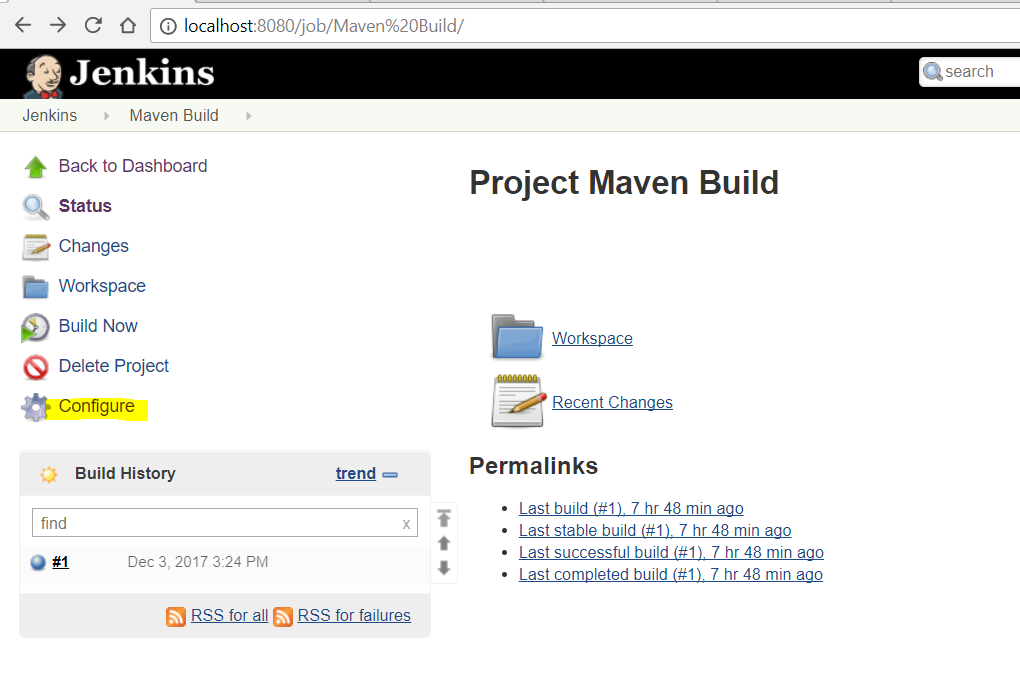 localhost:8080/job/Maven%20Build/
Jenkins
search
Jenkins
Maven Build
Back to Dashboard
Status
Changes
Workspace
Build Now
Delete Project
Configure
Project Maven Build
Workspace
Recent Changes
Build History
trend
find
x
#1
Dec 3, 2017 3:24 PM
RSS for all
RSS for failures
Permalinks
Last build (#1), 7 hr 48 min ago
Last stable build (#1), 7 hr 48 min ago
Last successful build (#1), 7 hr 48 min ago
Last completed build (#1), 7 hr 48 min ago